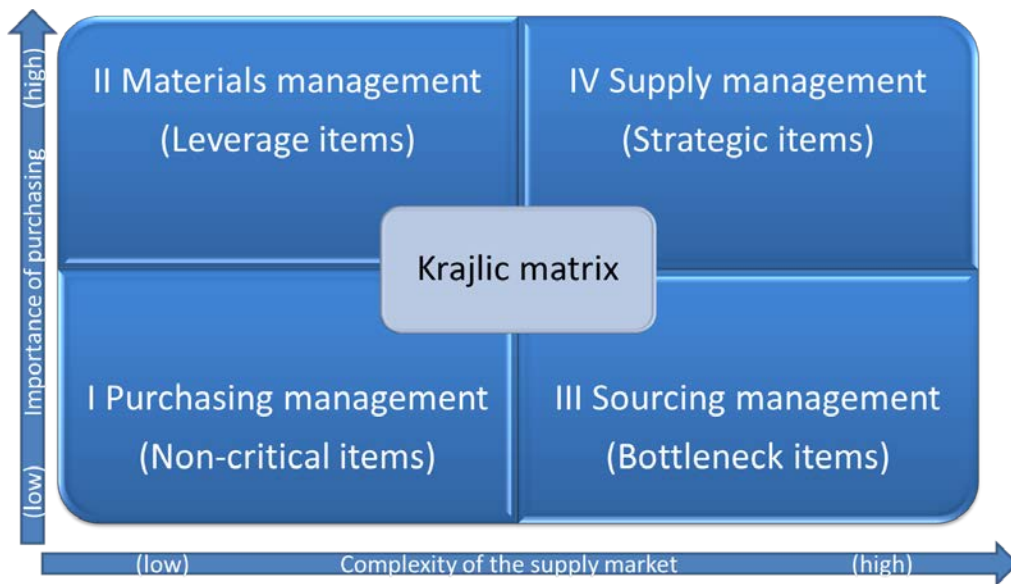 II Materials management
(Leverage items)
IV Supply management
(Strategic items)
Krajlic matrix
I Purchasing management
(Non-critical items)
III Sourcing management
(Bottleneck items)
(low) Importance of purchasing (high)
(low) Complexity of the supply market (high)